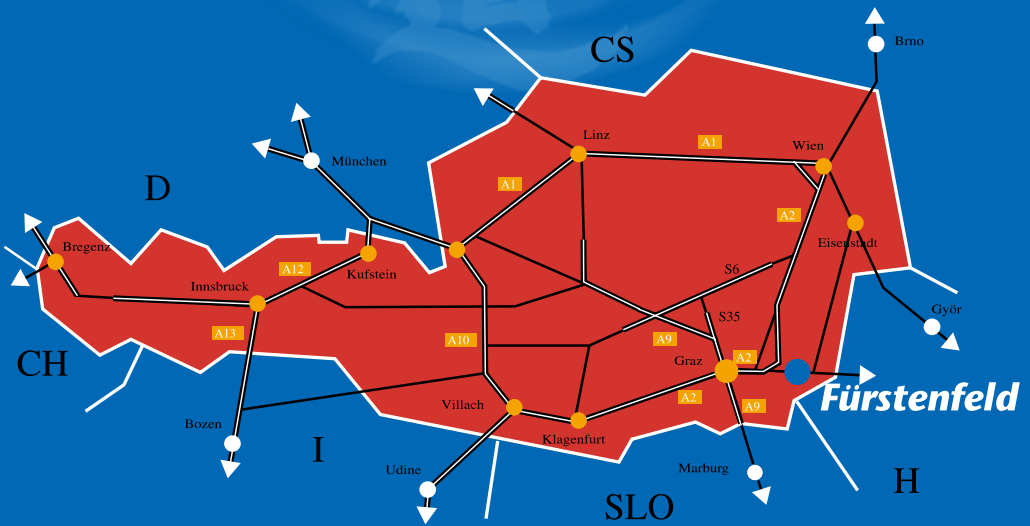 CS
Brno
Linz
A1
Wien
München
D
A1
A2
Bregenz
Eisenstadt
A12
Kufstein
S6
Innsbruck
Györ
S35
A13
A10
A9
CH
Graz
A2
Villach
A2
Fürstenfeld
A9
Bozen
Klagenfurt
I
Udine
Marburg
H
SLO